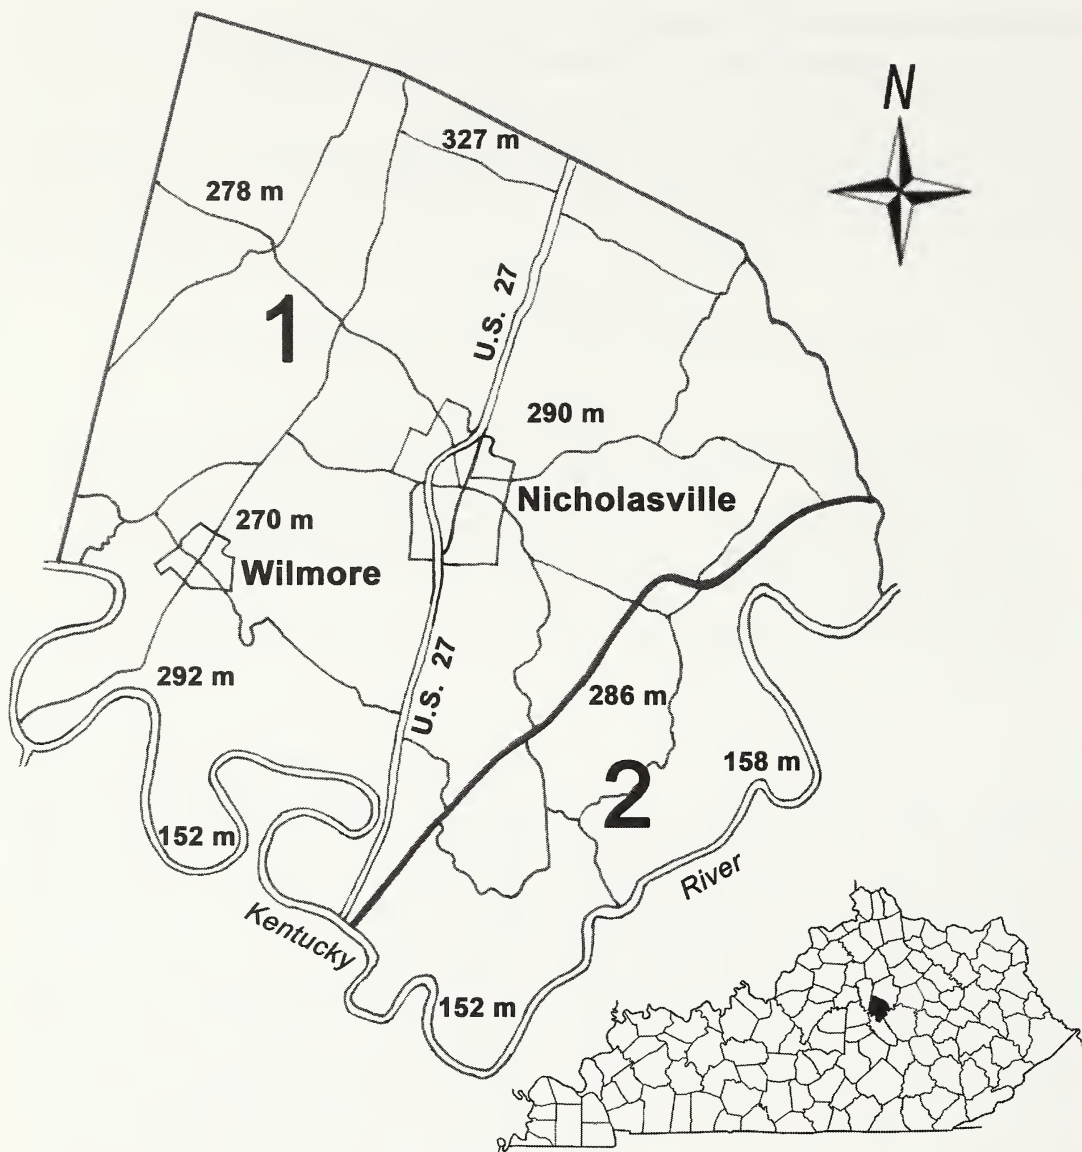 N
327 m
278 m
U.S. 27
1
290 m
Nicholasville
270 m
Wilmore
U.S. 27
292 m
286 m
158 m
2
152 m
River
Kentucky
152 m